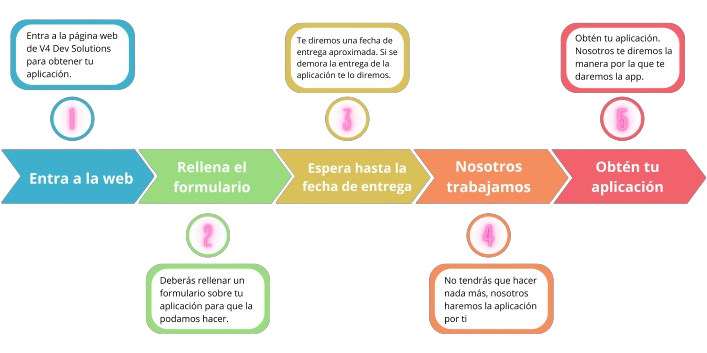 Entra a la página web
de V4 Dev Solutions
para obtener tu
aplicación.
1
Entra a la web
Rellena el
formulario
2
Deberás rellenar un
formulario sobre tu
aplicación para que la
podamos hacer.
Te diremos una fecha de
entrega aproximada. Si se
demora la entrega de la
aplicación te lo diremos.
3
Espera hasta la
fecha de entrega
Nosotros
trabajamos
4
No tendrás que hacer
nada más, nosotros
haremos la aplicación
por ti
Obtén tu aplicación.
Nosotros te diremos la
manera por la que te
daremos la app.
5
Obtén tu
aplicación